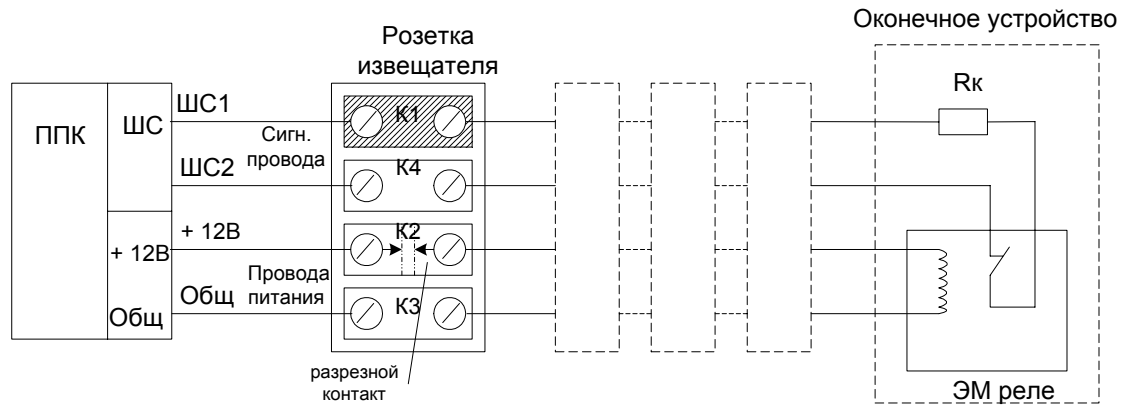 Оконечное устройство
Розетка
извещателя
Rк
ППК
ШС
ШС1
К1
Сигн.
провода
ШС2
К4
+ 12В
+ 12В
К2
Провода
питания
Общ
Общ
К3
разрезной
контакт
ЭМ реле